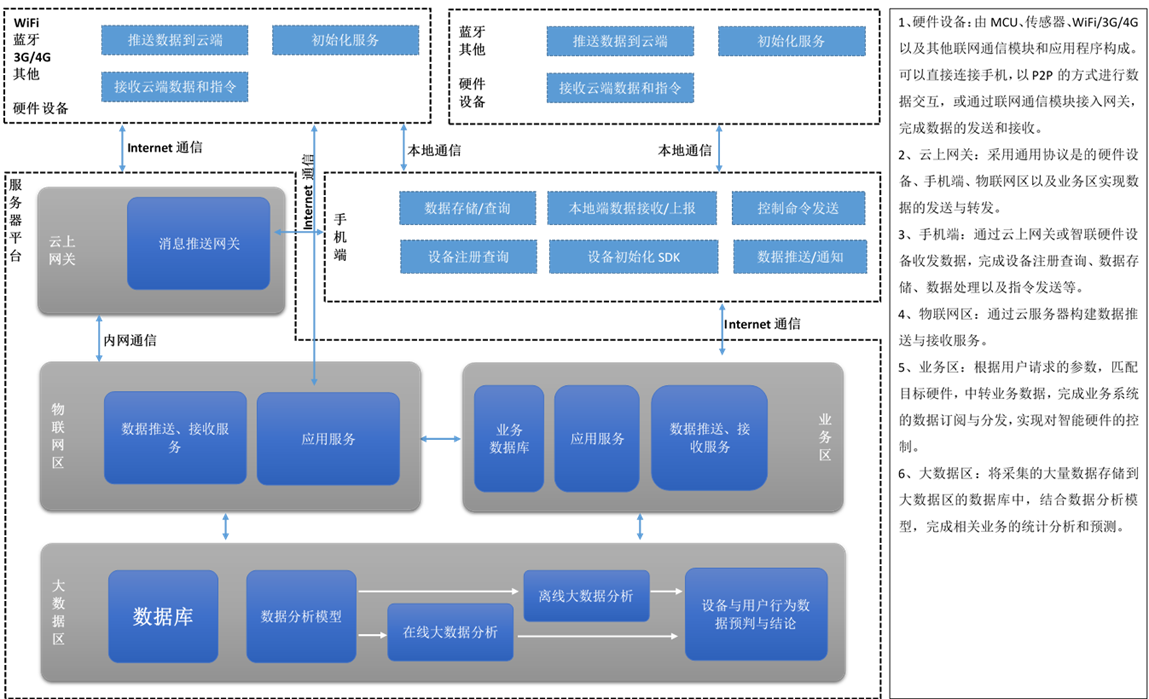 WiFi
蓝牙
3G/4G
其他
硬件设备
推送数据到云端
初始化服务
接收云端数据和指令
蓝牙
其他
硬件
设备
推送数据到云端
初始化服务
接收云端数据和指令
Internet 通信
Internet 通信
本地通信
本地通信
服务器平台
云上
网关
消息推送网关
手机端
数据存储/查询
本地端数据接收/上报
控制命令发送
设备注册查询
设备初始化 SDK
数据推送/通知
内网通信
Internet 通信
物联网区
数据推送、接收服
务
应用服务
业务
数据库
应用服务
数据推送、接
收服务
业务区
大数据区
数据库
数据分析模型
在线大数据分析
离线大数据分析
设备与用户行为数
据预判与结论
1、硬件设备：由 MCU、传感器、WiFi/3G/4G
以及其他联网通信模块和应用程序构成。
可以直接连接手机，以 P2P 的方式进行数
据交互，或通过联网通信模块接入网关，
完成数据的发送和接收。
2、云上网关：采用通用协议是的硬件设
备、手机端、物联网区以及业务区实现数
据的发送与转发。
3、手机端：通过云上网关或智联硬件设
备收发数据，完成设备注册查询、数据存
储、数据处理以及指令发送等。
4、物联网区：通过云服务器构建数据推
送与接收服务。
5、业务区：根据用户请求的参数，匹配
目标硬件，中转业务数据，完成业务系统
的数据订阅与分发，实现对智能硬件的控
制。
6、大数据区：将采集的大量数据存储到
大数据区的数据库中，结合数据分析模
型，完成相关业务的统计分析和预测。